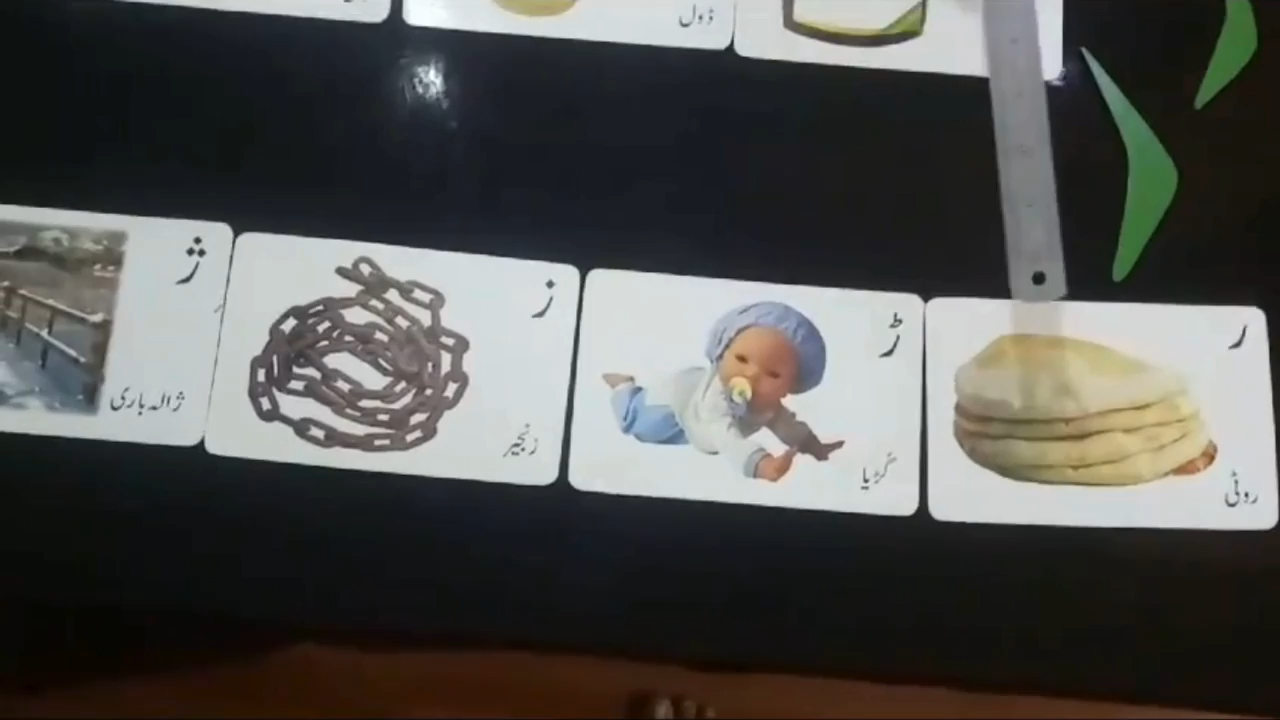 ڈول
ر
روٹی
ڑ
گڑیا
ز
زنجیر
ژ
ژالہ باری